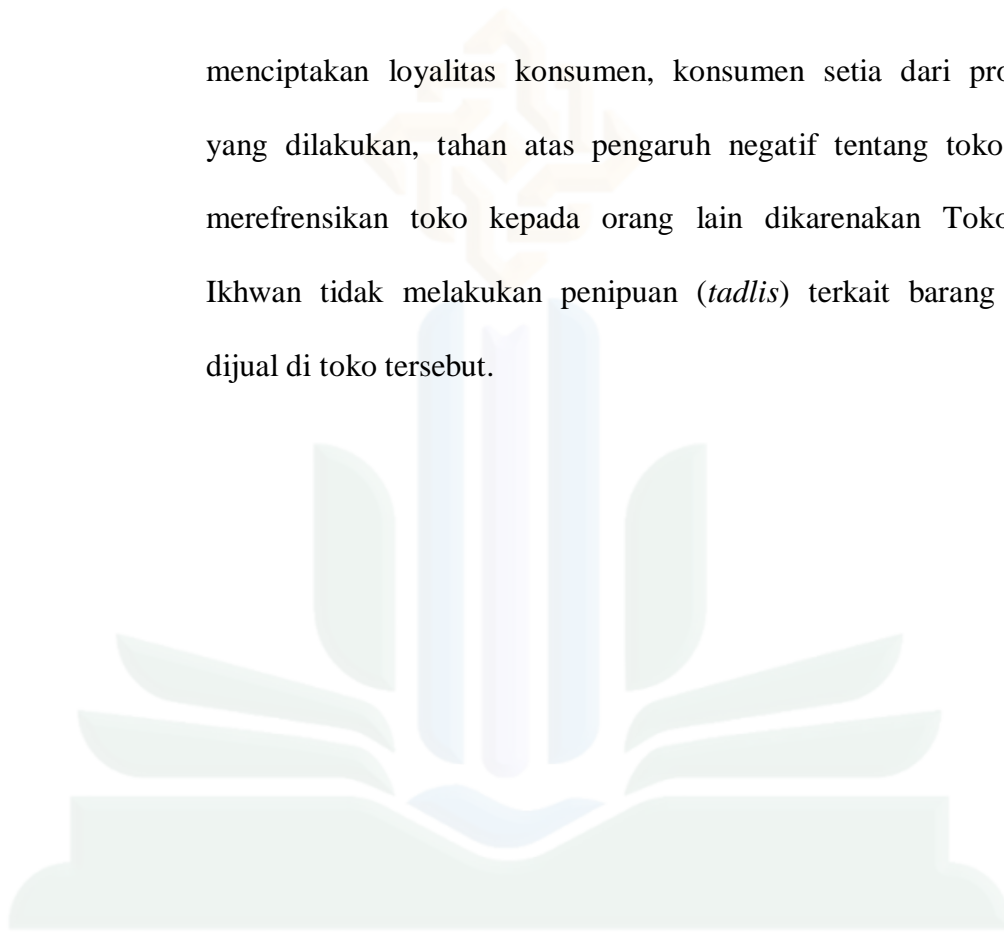 menciptakan loyalitas konsumen, konsumen setia dari
yang dilakukan, tahan atas pengaruh negatif tentang toko
merefrensikan toko kepada orang lain dikarenakan Toko
Ikhwan tidak melakukan penipuan (tadlis) terkait barang
dijual di toko tersebut.